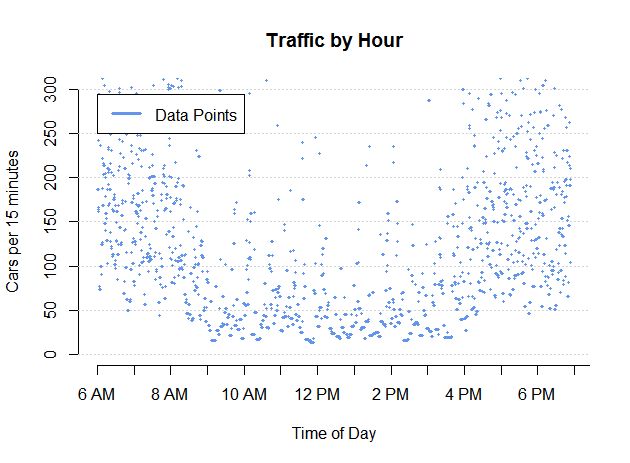 Traffic by Hour
Cars per 15 minutes
300
250
200
150
100
50
0
Data Points
6 AM 8 AM 10 AM 12 PM 2 PM 4 PM 6 PM
Time of Day